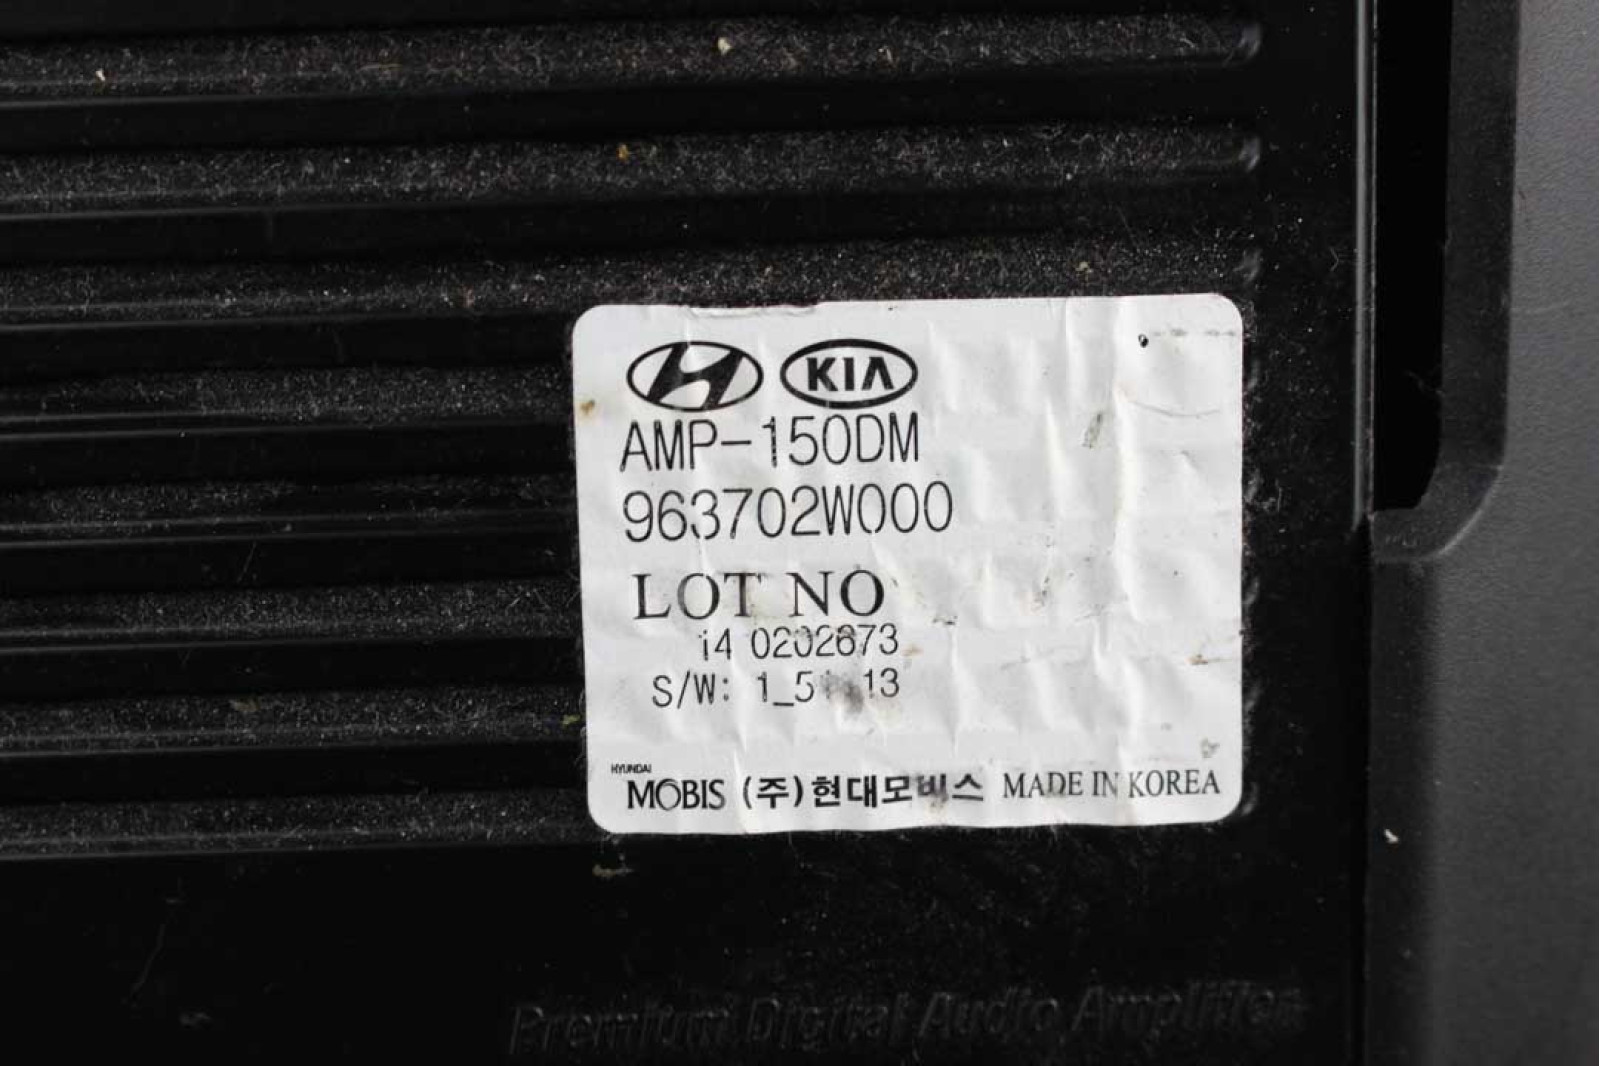 KIA
AMP-150DM
963702W000
LOT NO
14 0202673
S/W:
HYUNDAI
MOBIS (주)현대모비스 MADE IN KOREA
Premium Digital Audio Amplifier